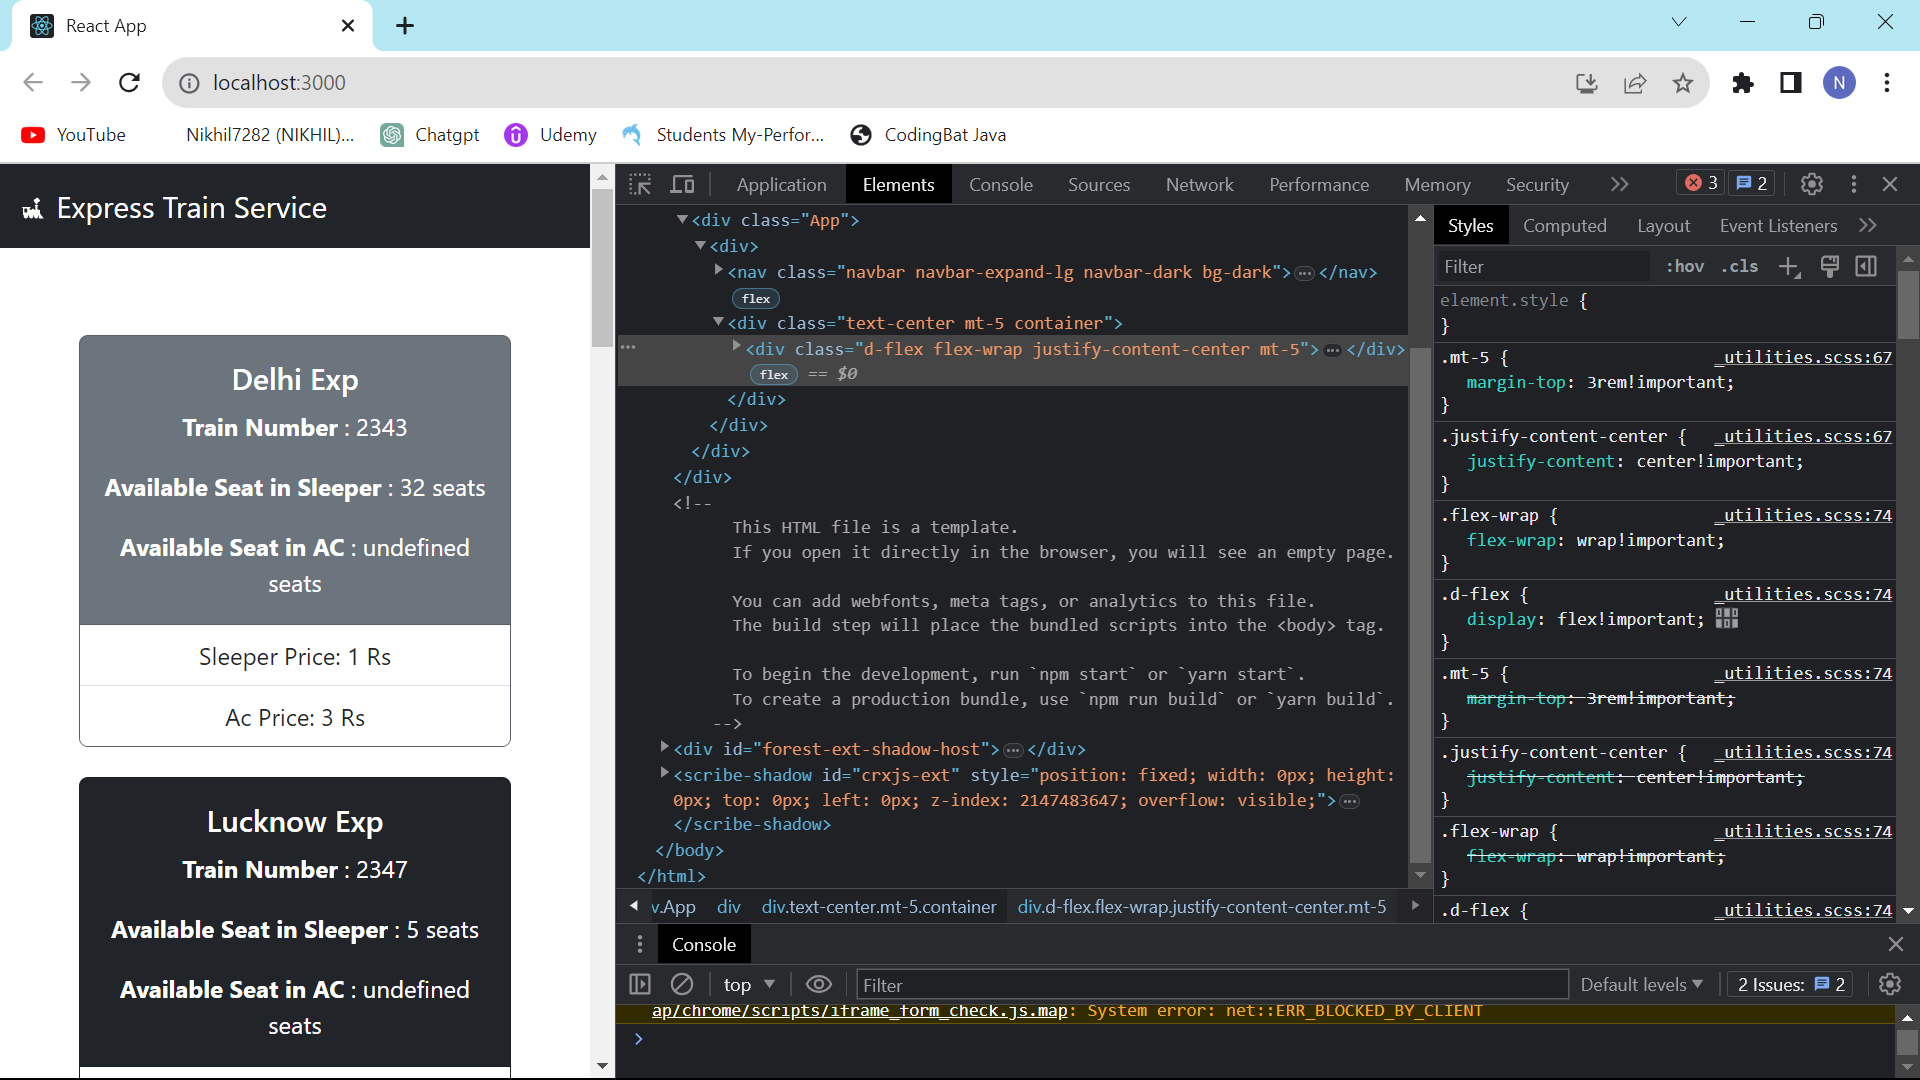 React App
localhost:3000
YouTube
Nikhil7282 (NIKHIL)...
Chatgpt
Udemy
Students My-Perfor...
CodingBat Java
N
Express Train Service
Delhi Exp
Train Number : 2343
Available Seat in Sleeper : 32 seats
Available Seat in AC : undefined
seats
Sleeper Price: 1 Rs
Ac Price: 3 Rs
Lucknow Exp
Train Number : 2347
Available Seat in Sleeper : 5 seats
Available Seat in AC : undefined
seats
Application Elements Console Sources Network Performance Memory Security 3 2
<div class="App">
<div>
<nav class="navbar navbar-expand-lg navbar-dark bg-dark">…</nav>
flex
<div class="text-center mt-5 container">
<div class="d-flex flex-wrap justify-content-center mt-5">…</div>
flex == $0
</div>
</div>
</div>
</div>
<!--
This HTML file is a template.
If you open it directly in the browser, you will see an empty page.
You can add webfonts, meta tags, or analytics to this file.
The build step will place the bundled scripts into the <body> tag.
To begin the development, run `npm start` or `yarn start`.
To create a production bundle, use `npm run build` or `yarn build`.
-->
<div id="forest-ext-shadow-host">…</div>
<scribe-shadow id="crxjs-ext" style="position: fixed; width: 0px; height:
0px; top: 0px; left: 0px; z-index: 2147483647; overflow: visible;">…
</scribe-shadow>
</body>
</html>
v.App div div.text-center.mt-5.container div.d-flex.flex-wrap.justify-content-center.mt-5
Styles Computed Layout Event Listeners
Filter :hov .cls
element.style {
}
.mt-5 { _utilities.scss:67
margin-top: 3rem!important;
}
.justify-content-center { _utilities.scss:67
justify-content: center!important;
}
.flex-wrap { _utilities.scss:74
flex-wrap: wrap!important;
}
.d-flex { _utilities.scss:74
display: flex!important;
}
.mt-5 { _utilities.scss:74
margin-top: 3rem!important;
}
.justify-content-center { _utilities.scss:74
justify-content: center!important;
}
.flex-wrap { _utilities.scss:74
flex-wrap: wrap!important;
}
.d-flex { _utilities.scss:74
Console
top Filter Default levels 2 Issues: 2
ap/chrome/scripts/iframe_form_check.js.map: System error: net::ERR_BLOCKED_BY_CLIENT